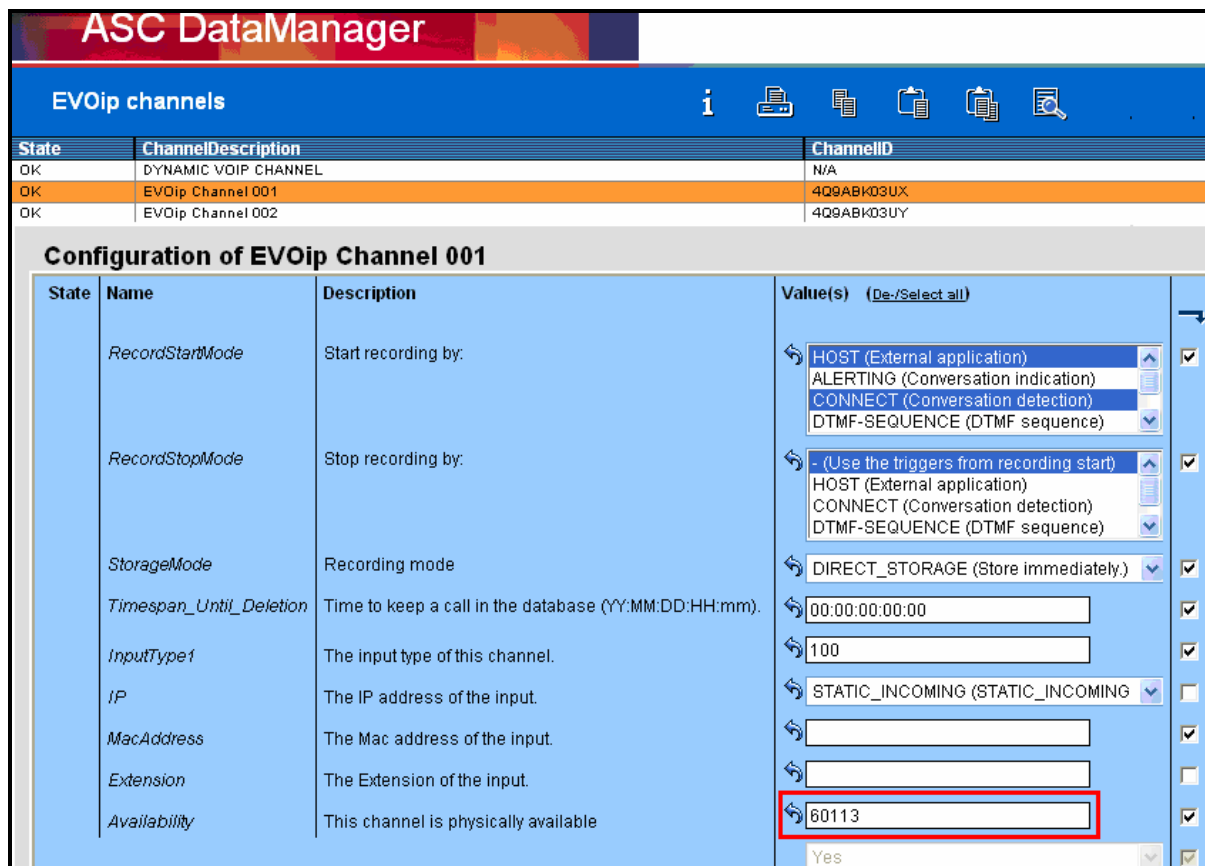 ASC DataManager
EVOip channels
State ChannelDescription ChannelID
OK DYNAMIC VOIP CHANNEL N/A
OK EVOip Channel 001 4Q9ABK03UX
OK EVOip Channel 002 4Q9ABK03UY
Configuration of EVOip Channel 001
State Name Description Value(s) (De-/Select all)
RecordStartMode Start recording by: HOST (External application)
ALERTING (Conversation indication)
CONNECT (Conversation detection)
DTMF-SEQUENCE (DTMF sequence)
RecordStopMode Stop recording by: - (Use the triggers from recording start)
HOST (External application)
CONNECT (Conversation detection)
DTMF-SEQUENCE (DTMF sequence)
StorageMode Recording mode DIRECT_STORAGE (Store immediately.)
Timespan_Until_Deletion Time to keep a call in the database (YY:MM:DD:HH:mm). 00:00:00:00:00
InputType1 The input type of this channel. 100
IP The IP address of the input. STATIC_INCOMING (STATIC_INCOMING
MacAddress The Mac address of the input.
Extension The Extension of the input.
Availability This channel is physically available 60113
Yes